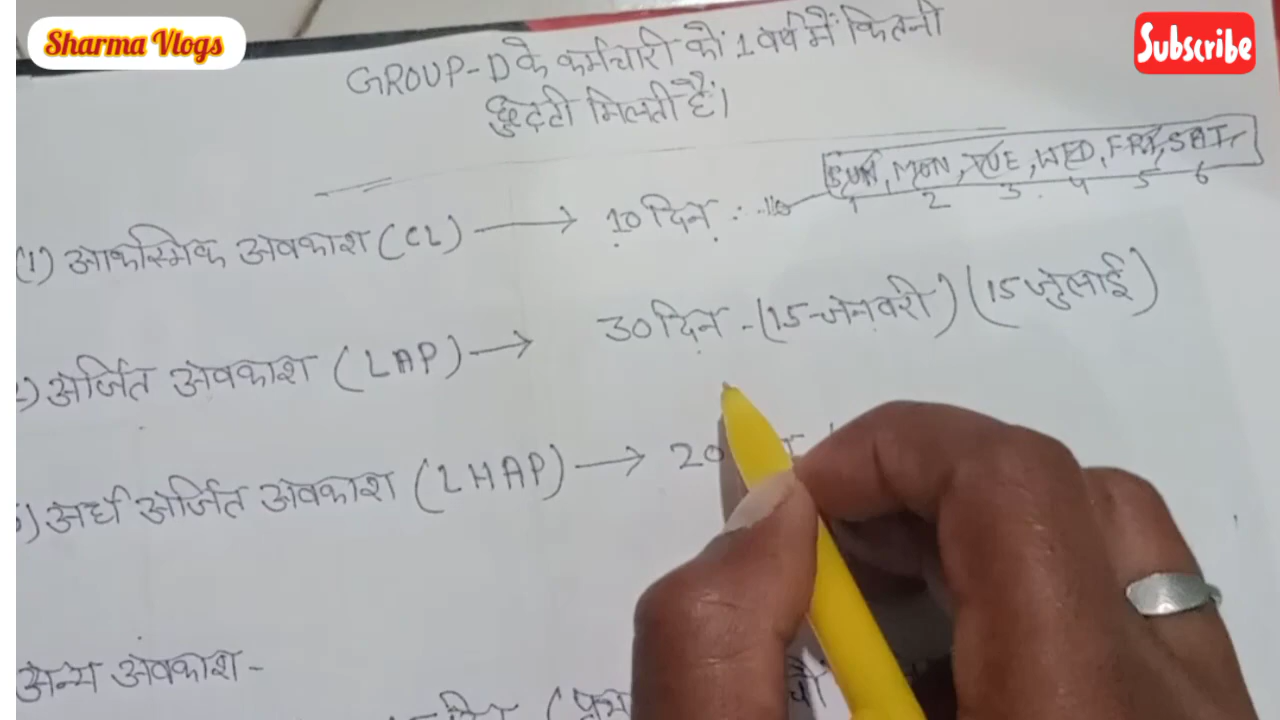 Sharma Vlogs
Subscribe
GROUP-D के कर्मचारी को 1 वर्ष में कितनी
छुट्टी मिलती है।
SUN, MON, TUE, WED, FRI, SAT,
1 2 3 4 5 6
(1) आकस्मिक अवकाश (CL) → 10 दिन
) अर्जित अवकाश (LAP) → 30 दिन - (15-जनवरी) (15 जुलाई)
) अर्ध अर्जित अवकाश (LHAP) → 20
अन्य अवकाश -